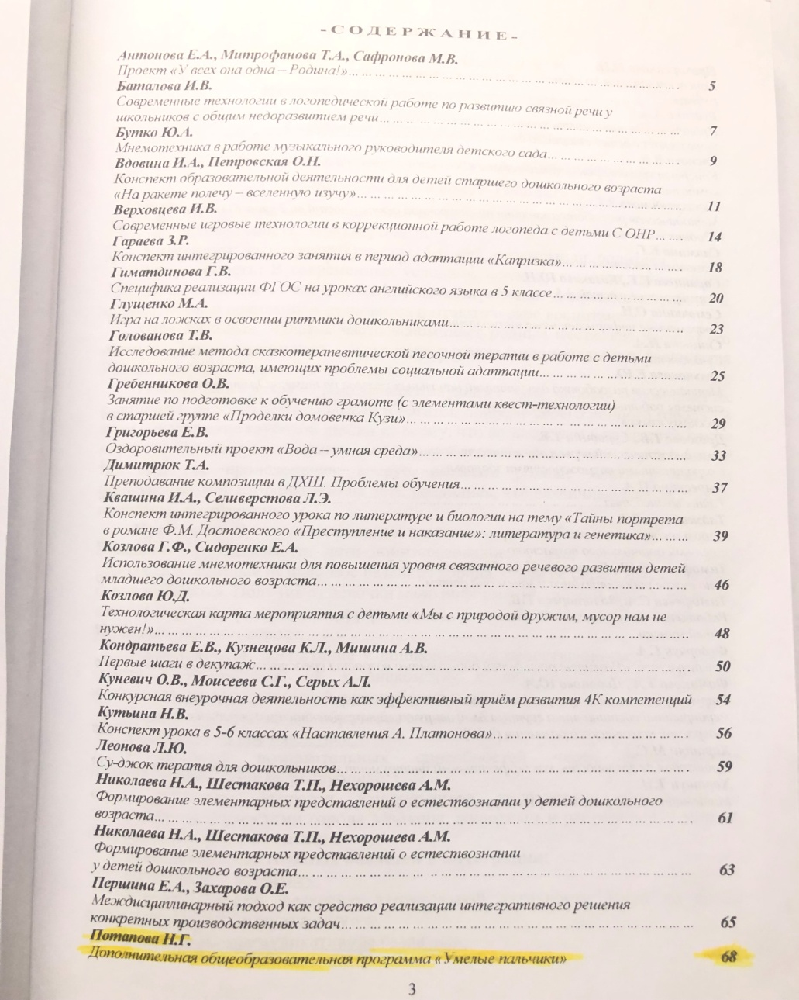 -СОДЕРЖАНИЕ-
Антонова Е.А., Митрофанова Т.А., Сафронова М.В.
Проект «У всех она одна – Родина!»... 5
Баталова И.В.
Современные технологии в логопедической работе по развитию связной речи у
школьников с общим недоразвитием речи... 7
Бутко Ю.А.
Мнемотехника в работе музыкального руководителя детского сада... 9
Вдовина И.А., Петровская О.Н.
Конспект образовательной деятельности для детей старшего дошкольного возраста
«На ракете полечу – вселенную изучу»... 11
Верховцева И.В.
Современные игровые технологии в коррекционной работе логопеда с детьми С ОНР... 14
Гараева З.Р.
Конспект интегрированного занятия в период адаптации «Капризка»... 18
Гиматдинова Г.В.
Специфика реализации ФГОС на уроках английского языка в 5 классе... 20
Глущенко М.А.
Игра на ложках в освоении ритмики дошкольниками... 23
Голованова Т.В.
Исследование метода сказкотерапевтической песочной терапии в работе с детьми
дошкольного возраста, имеющих проблемы социальной адаптации... 25
Гребенникова О.В.
Занятие по подготовке к обучению грамоте (с элементами квест-технологии)
в старшей группе «Проделки домовенка Кузи»... 29
Григорьева Е.В.
Оздоровительный проект «Вода – умная среда»... 33
Димитрюк Т.А.
Преподавание композиции в ДХШ. Проблемы обучения... 37
Квашина И.А., Селиверстова Л.Э.
Конспект интегрированного урока по литературе и биологии на тему «Тайны портрета
в романе Ф.М. Достоевского «Преступление и наказание»: литература и генетика»... 39
Козлова Г.Ф., Сидоренко Е.А.
Использование мнемотехники для повышения уровня связанного речевого развития детей
младшего дошкольного возраста... 46
Козлова Ю.Д.
Технологическая карта мероприятия с детьми «Мы с природой дружим, мусор нам не
нужен!»... 48
Кондратьева Е.В., Кузнецова К.Л., Мишина А.В.
Первые шаги в декупаж... 50
Куневич О.В., Моисеева С.Г., Серых А.Л.
Конкурсная внеурочная деятельность как эффективный приём развития 4К компетенций 54
Кутьина Н.В.
Конспект урока в 5-6 классах «Наставления А. Платонова»... 56
Леонова Л.Ю.
Су-джок терапия для дошкольников... 59
Николаева Н.А., Шестакова Т.П., Нехорошева А.М.
Формирование элементарных представлений о естествознании у детей дошкольного
возраста... 61
Николаева Н.А., Шестакова Т.П., Нехорошева А.М.
Формирование элементарных представлений о естествознании
у детей дошкольного возраста... 63
Першина Е.А., Захарова О.Е.
Междисциплинарный подход как средство реализации интегративного решения
конкретных производственных задач... 65
Потапова Н.Г.
Дополнительная общеобразовательная программа «Умелые пальчики» 68
3